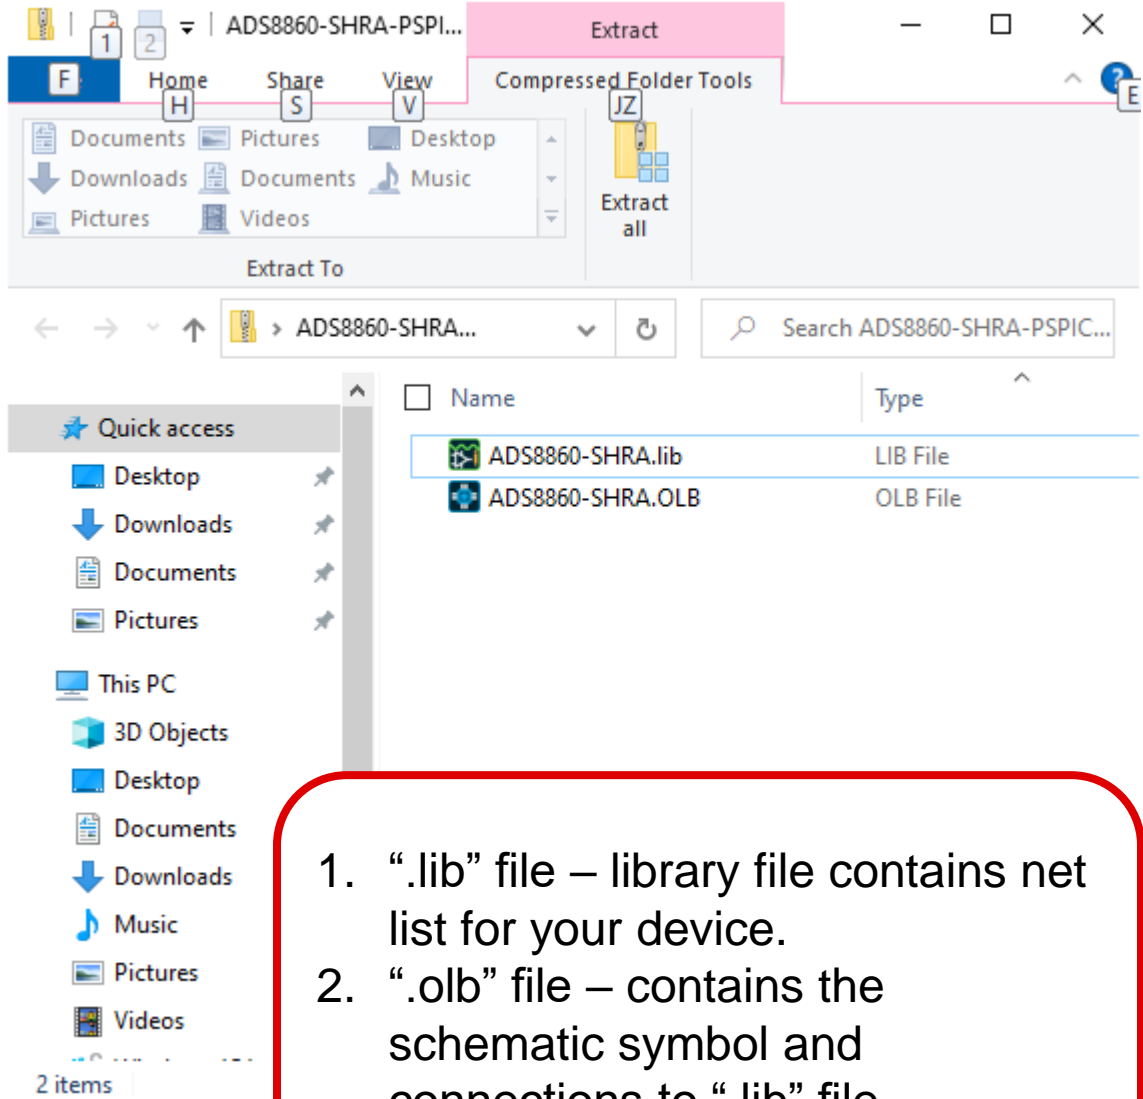 ADS8860-SHRA-PSPI...
Extract
1
2
F
Home
Share
View
Compressed Folder Tools
H
S
V
JZ
E
Documents Pictures Desktop
Downloads Documents Music
Pictures Videos
Extract
all
Extract To
ADS8860-SHRA...
Search ADS8860-SHRA-PSPIC...
Name Type
Quick access
ADS8860-SHRA.lib LIB File
Desktop
ADS8860-SHRA.OLB OLB File
Downloads
Documents
Pictures
This PC
3D Objects
Desktop
Documents
Downloads
Music
Pictures
Videos
2 items
1. “.lib” file – library file contains net
list for your device.
2. “.olb” file – contains the
schematic symbol and
connections to “.lib” file